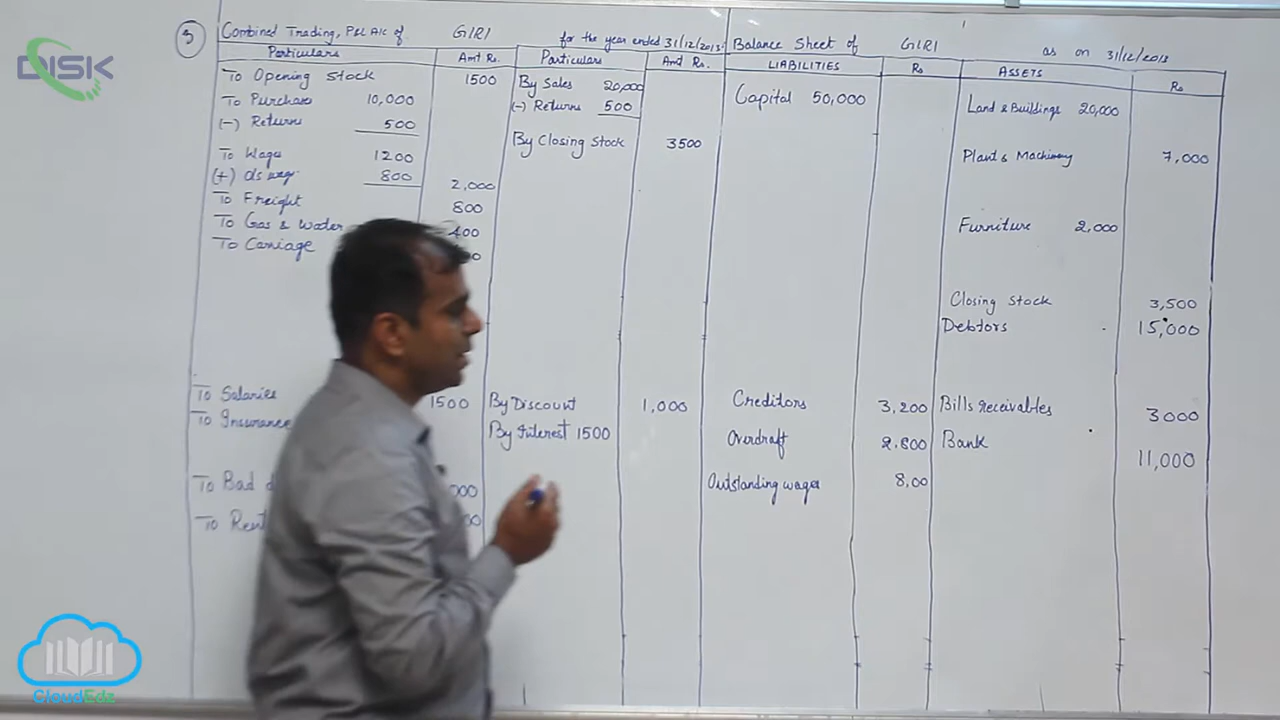 DISK
CloudEdz
3
Combined Trading, P&L A/C of GIRI for the year ended 31/12/2013
Particulars Amt Rs. Particulars Amt Rs.
To Opening Stock 1500 By Sales 20,000
To Purchase 10,000 (-) Returns 500
(-) Returns 500 By Closing Stock 3500
To Wages 1200
(+) O/s wag 800 2,000
To Freight 800
To Gas & Water 400
To Carriage
To Salaries 1500 By Discount 1,000
To Insurance By Interest 1500
To Bad
To Rent
Balance Sheet of GIRI as on 31/12/2013
LIABILITIES Rs ASSETS Rs
Capital 50,000 Land & Buildings 20,000
Plant & Machinery 7,000
Furniture 2,000
Closing Stock 3,500
Debtors 15,000
Creditors 3,200 Bills receivables 3000
Overdraft 2,800 Bank 11,000
Outstanding wages 8,00